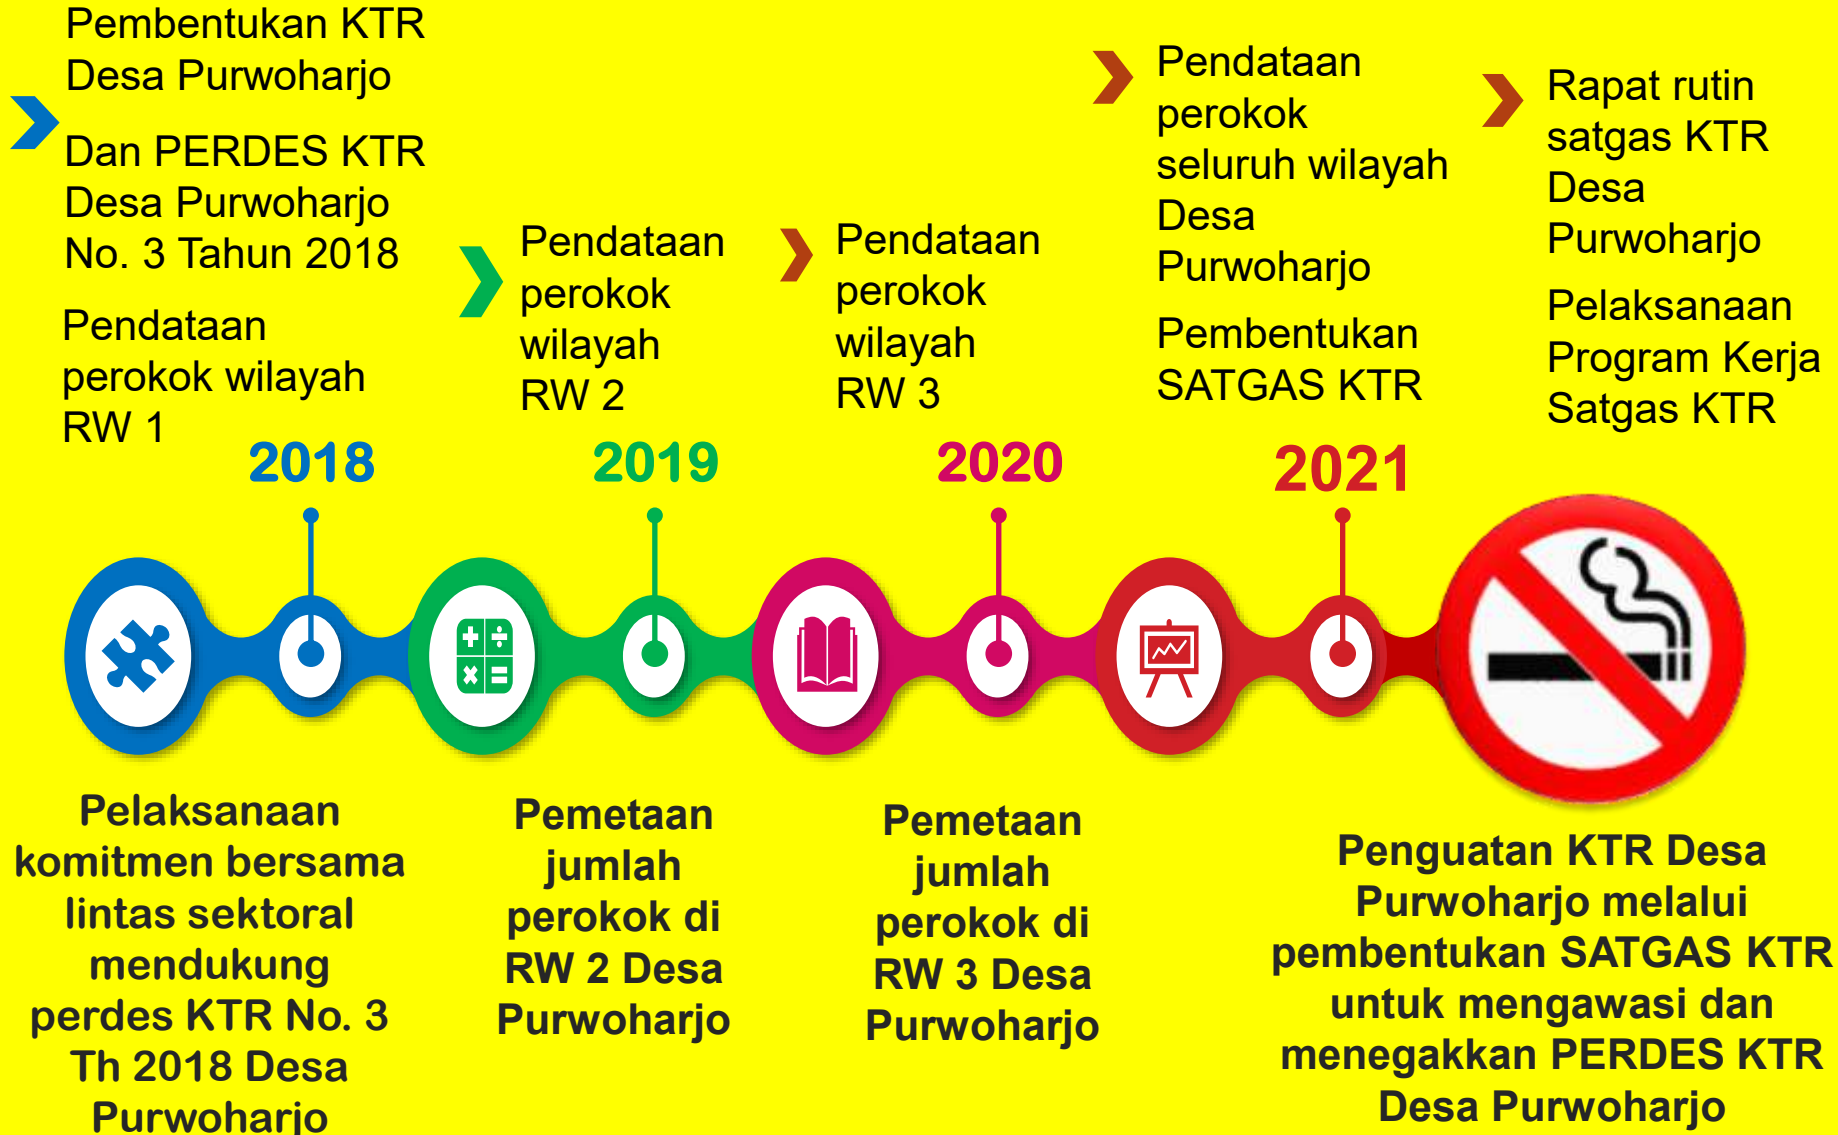 Pembentukan KTR
Desa Purwoharjo
Dan PERDES KTR
Desa Purwoharjo
No. 3 Tahun 2018
Pendataan
perokok wilayah
RW 1
2018
Pendataan
perokok
wilayah
RW 2
2019
Pendataan
perokok
wilayah
RW 3
2020
Pendataan
perokok
seluruh wilayah
Desa
Purwoharjo
Pembentukan
SATGAS KTR
2021
Rapat rutin
satgas KTR
Desa
Purwoharjo
Pelaksanaan
Program Kerja
Satgas KTR
Pelaksanaan
komitmen bersama
lintas sektoral
mendukung
perdes KTR No. 3
Th 2018 Desa
Purwoharjo
Pemetaan
jumlah
perokok di
RW 2 Desa
Purwoharjo
Pemetaan
jumlah
perokok di
RW 3 Desa
Purwoharjo
Penguatan KTR Desa
Purwoharjo melalui
pembentukan SATGAS KTR
untuk mengawasi dan
menegakkan PERDES KTR
Desa Purwoharjo